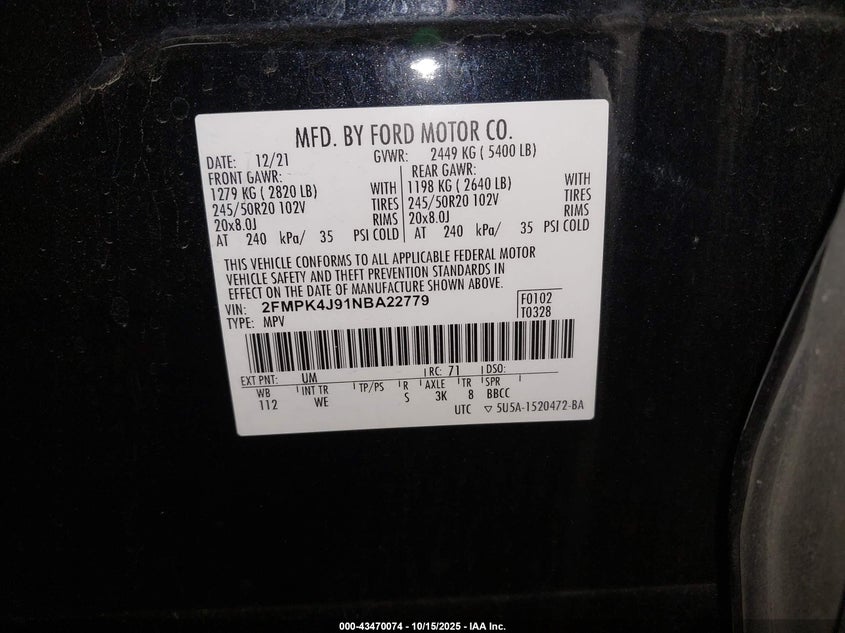 MFD. BY FORD MOTOR CO.
DATE: 12/21 GVWR: 2449 KG ( 5400 LB)
FRONT GAWR: REAR GAWR:
1279 KG ( 2820 LB) WITH 1198 KG ( 2640 LB) WITH
245/50R20 102V TIRES 245/50R20 102V TIRES
20x8.0J RIMS 20x8.0J RIMS
AT 240 kPa/ 35 PSI COLD AT 240 kPa/ 35 PSI COLD
THIS VEHICLE CONFORMS TO ALL APPLICABLE FEDERAL MOTOR
VEHICLE SAFETY AND THEFT PREVENTION STANDARDS IN
EFFECT ON THE DATE OF MANUFACTURE SHOWN ABOVE.
VIN: 2FMPK4J91NBA22779 F0102
TYPE: MPV T0328
EXT PNT: UM RC: 71 DSO:
WB INT TR TP/PS R AXLE TR SPR
112 WE S 3K 8 BBCC
UTC ▽ 5U5A-1520472-BA
000-43470074 - 10/15/2025 - IAA Inc.